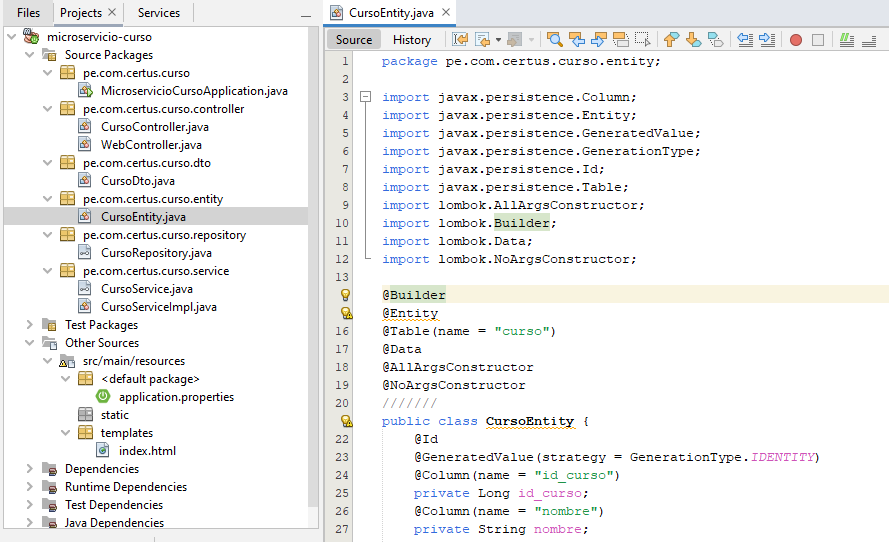 Files Projects Services
microservicio-curso
Source Packages
pe.com.certus.curso
MicroservicioCursoApplication.java
pe.com.certus.curso.controller
CursoController.java
WebController.java
pe.com.certus.curso.dto
CursoDto.java
pe.com.certus.curso.entity
CursoEntity.java
pe.com.certus.curso.repository
CursoRepository.java
pe.com.certus.curso.service
CursoService.java
CursoServiceImpl.java
Test Packages
Other Sources
src/main/resources
<default package>
application.properties
static
templates
index.html
Dependencies
Runtime Dependencies
Test Dependencies
Java Dependencies
CursoEntity.java
Source History
1 package pe.com.certus.curso.entity;
2
3 import javax.persistence.Column;
4 import javax.persistence.Entity;
5 import javax.persistence.GeneratedValue;
6 import javax.persistence.GenerationType;
7 import javax.persistence.Id;
8 import javax.persistence.Table;
9 import lombok.AllArgsConstructor;
10 import lombok.Builder;
11 import lombok.Data;
12 import lombok.NoArgsConstructor;
13
@Builder
@Entity
16 @Table(name = "curso")
17 @Data
18 @AllArgsConstructor
19 @NoArgsConstructor
20 ///////
public class CursoEntity {
22 @Id
23 @GeneratedValue(strategy = GenerationType.IDENTITY)
24 @Column(name = "id_curso")
25 private Long id_curso;
26 @Column(name = "nombre")
27 private String nombre;